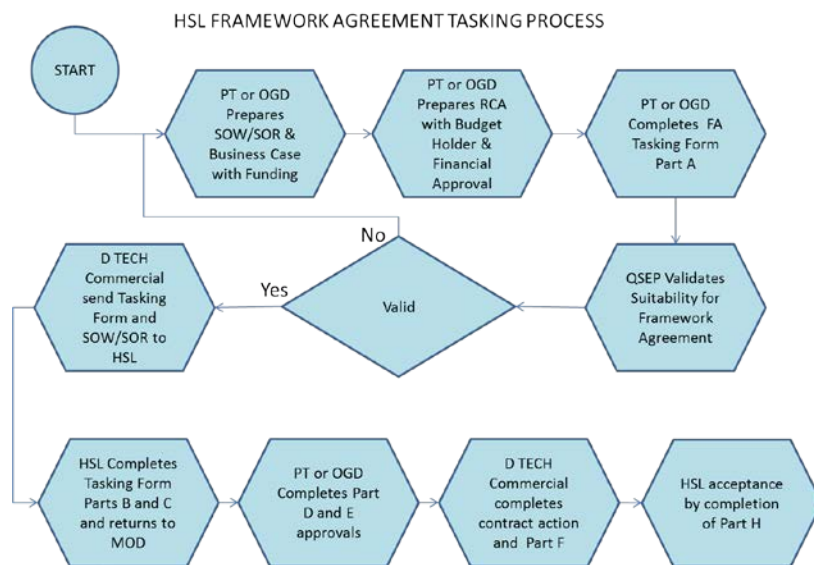 HSL FRAMEWORK AGREEMENT TASKING PROCESS
START
PT or OGD
Prepares
SOW/SOR &
Business Case
with Funding
PT or OGD
Prepares RCA
with Budget
Holder &
Financial
Approval
PT or OGD
Completes FA
Tasking Form
Part A
No
D TECH
Commercial
send Tasking
Form and
SOW/SOR to
HSL
Yes
Valid
QSEP Validates
Suitability for
Framework
Agreement
HSL Completes
Tasking Form
Parts B and C
and returns to
MOD
PT or OGD
Completes Part
D and E
approvals
D TECH
Commercial
completes
contract action
and Part F
HSL acceptance
by completion
of Part H